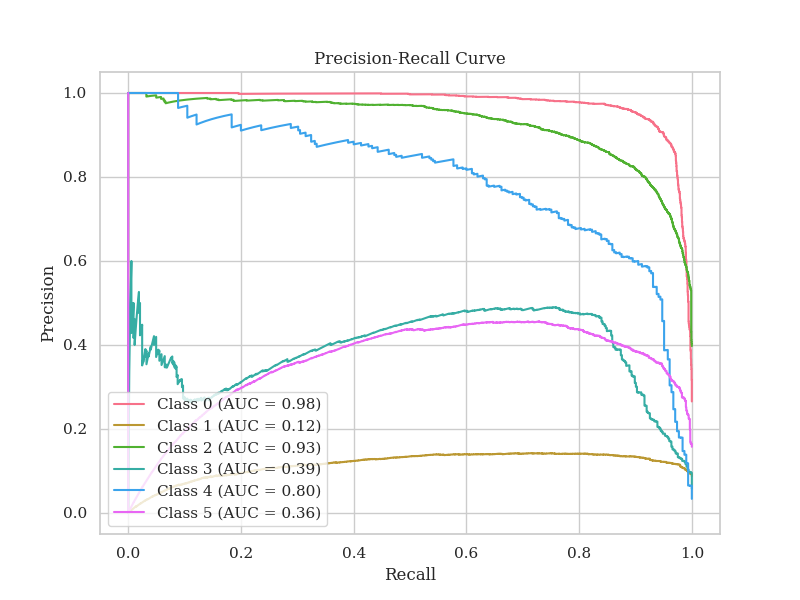 Precision-Recall Curve
Precision
1.0
0.8
0.6
0.4
0.2
0.0
Class 0 (AUC = 0.98)
Class 1 (AUC = 0.12)
Class 2 (AUC = 0.93)
Class 3 (AUC = 0.39)
Class 4 (AUC = 0.80)
Class 5 (AUC = 0.36)
0.0 0.2 0.4 0.6 0.8 1.0
Recall